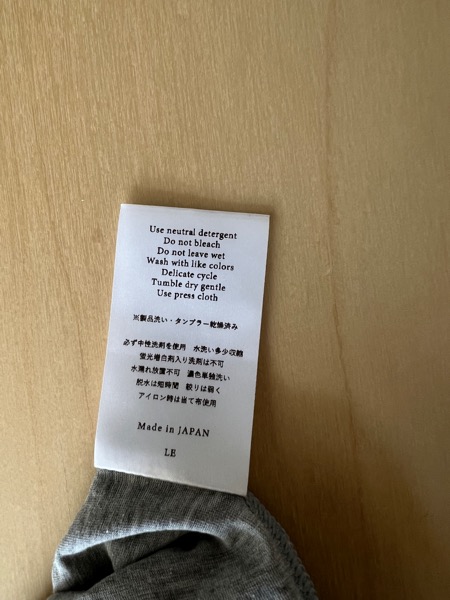 Use neutral detergent
Do not bleach
Do not leave wet
Wash with like colors
Delicate cycle
Tumble dry gentle
Use press cloth
※製品洗い・タンブラー乾燥済み
必ず中性洗剤を使用 水洗い多少収縮
蛍光増白剤入り洗剤は不可
水濡れ放置不可 濃色単独洗い
脱水は短時間 絞りは弱く
アイロン時は当て布使用
Made in JAPAN
LE